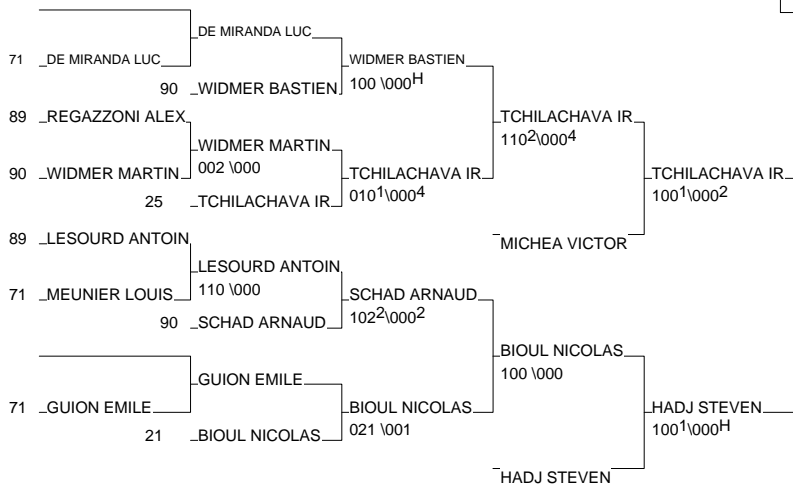 DE MIRANDA LUC
71 DE MIRANDA LUC
WIDMER BASTIEN
90 WIDMER BASTIEN
100 \000H
89 REGAZZONI ALEX
TCHILACHAVA IR
110²\000⁴
WIDMER MARTIN
002 \000
90 WIDMER MARTIN
TCHILACHAVA IR
010¹\000⁴
TCHILACHAVA IR
100¹\000²
25 TCHILACHAVA IR
89 LESOURD ANTOIN
MICHEA VICTOR
LESOURD ANTOIN
110 \000
71 MEUNIER LOUIS
SCHAD ARNAUD
102²\000²
90 SCHAD ARNAUD
BIOUL NICOLAS
100 \000
GUION EMILE
71 GUION EMILE
BIOUL NICOLAS
021 \001
HADJ STEVEN
100¹\000H
21 BIOUL NICOLAS
HADJ STEVEN